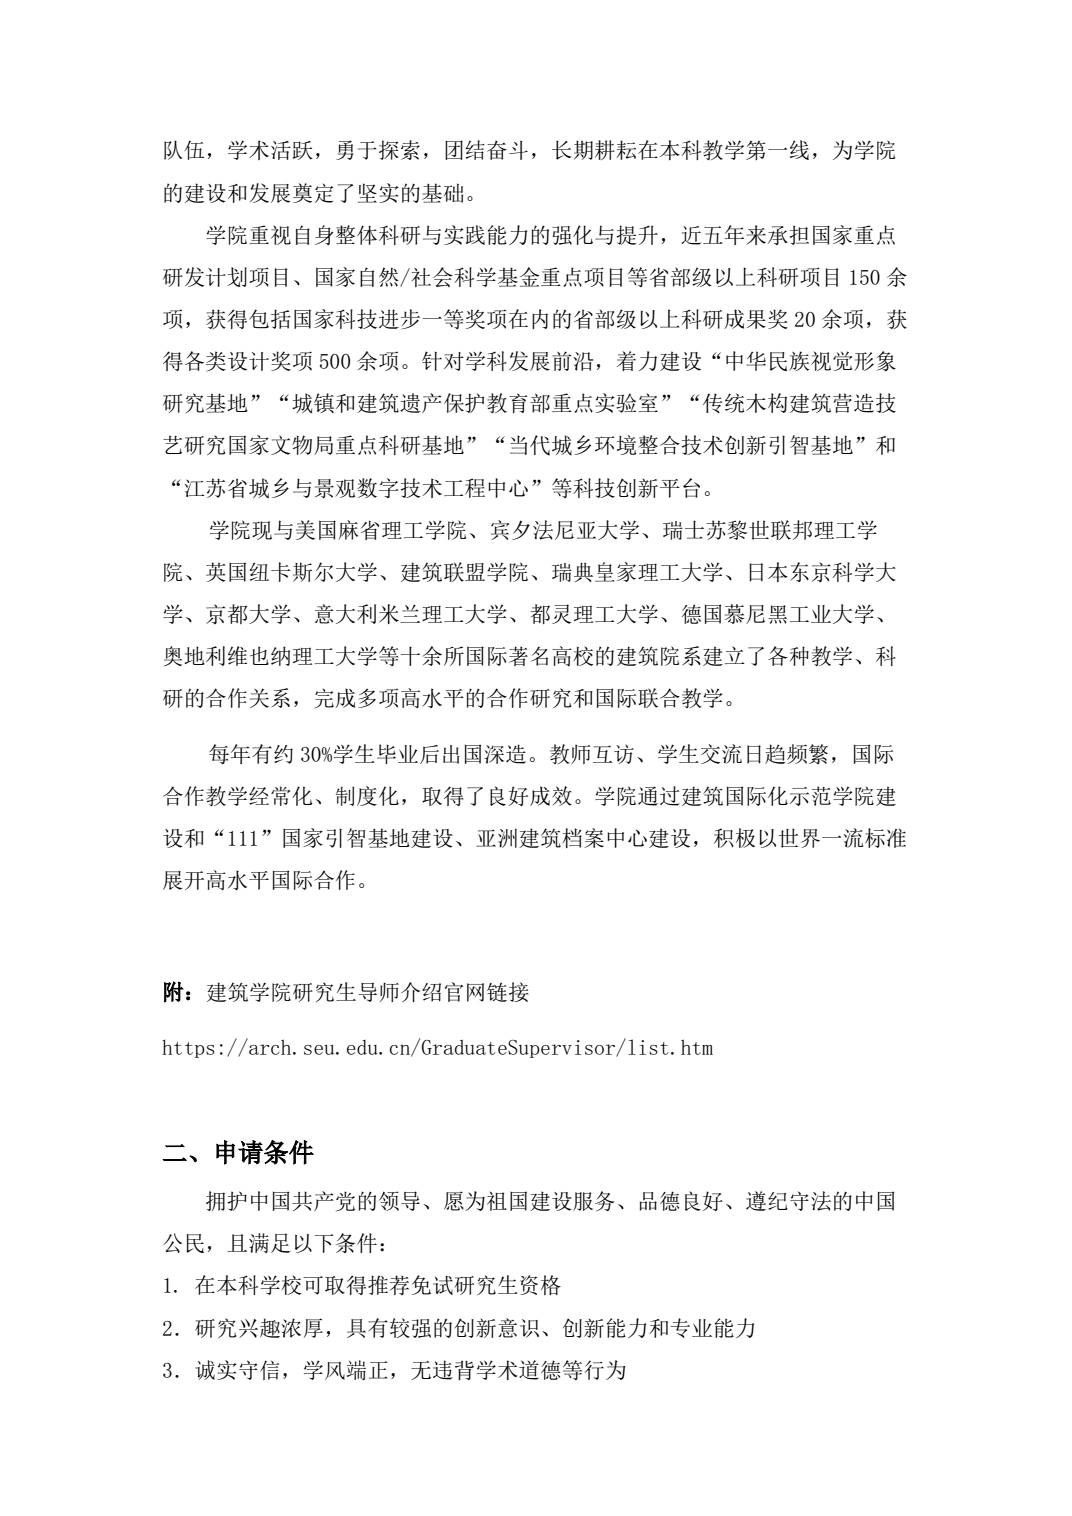 队伍，学术活跃，勇于探索，团结奋斗，长期耕耘在本科教学第一线，为学院
的建设和发展奠定了坚实的基础。
学院重视自身整体科研与实践能力的强化与提升，近五年来承担国家重点
研发计划项目、国家自然/社会科学基金重点项目等省部级以上科研项目 150 余
项，获得包括国家科技进步一等奖项在内的省部级以上科研成果奖 20 余项，获
得各类设计奖项 500 余项。针对学科发展前沿，着力建设“中华民族视觉形象
研究基地”“城镇和建筑遗产保护教育部重点实验室”“传统木构建筑营造技
艺研究国家文物局重点科研基地”“当代城乡环境整合技术创新引智基地”和
“江苏省城乡与景观数字技术工程中心”等科技创新平台。
学院现与美国麻省理工学院、宾夕法尼亚大学、瑞士苏黎世联邦理工学
院、英国纽卡斯尔大学、建筑联盟学院、瑞典皇家理工大学、日本东京科学大
学、京都大学、意大利米兰理工大学、都灵理工大学、德国慕尼黑工业大学、
奥地利维也纳理工大学等十余所国际著名高校的建筑院系建立了各种教学、科
研的合作关系，完成多项高水平的合作研究和国际联合教学。
每年有约 30%学生毕业后出国深造。教师互访、学生交流日趋频繁，国际
合作教学经常化、制度化，取得了良好成效。学院通过建筑国际化示范学院建
设和“111”国家引智基地建设、亚洲建筑档案中心建设，积极以世界一流标准
展开高水平国际合作。
附：建筑学院研究生导师介绍官网链接
https://arch.seu.edu.cn/GraduateSupervisor/list.htm
二、申请条件
拥护中国共产党的领导、愿为祖国建设服务、品德良好、遵纪守法的中国
公民，且满足以下条件：
1. 在本科学校可取得推荐免试研究生资格
2．研究兴趣浓厚，具有较强的创新意识、创新能力和专业能力
3．诚实守信，学风端正，无违背学术道德等行为